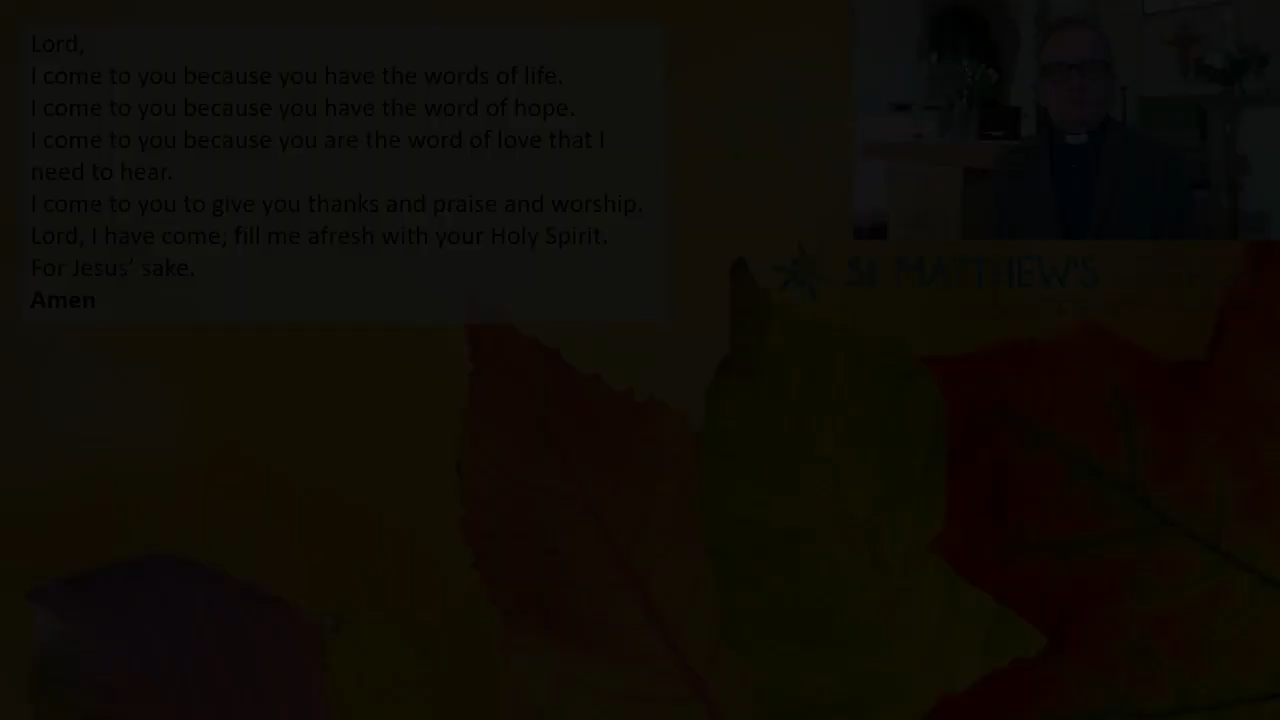 Lord,
I come to you because you have the words of life.
I come to you because you have the word of hope.
I come to you because you are the word of love that I
need to hear.
I come to you to give you thanks and praise and worship.
Lord, I have come; fill me afresh with your Holy Spirit.
For Jesus’ sake.
Amen
ST MATTHEW'S